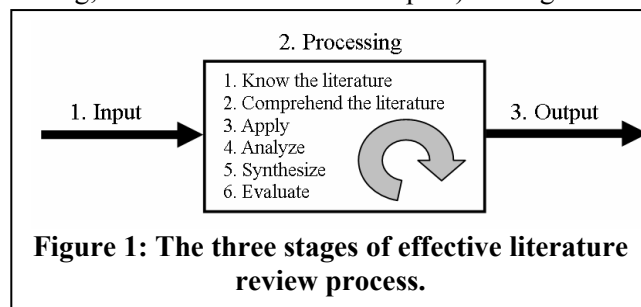 2. Processing
1. Input
1. Know the literature
2. Comprehend the literature
3. Apply
4. Analyze
5. Synthesize
6. Evaluate
3. Output
Figure 1: The three stages of effective literature
review process.